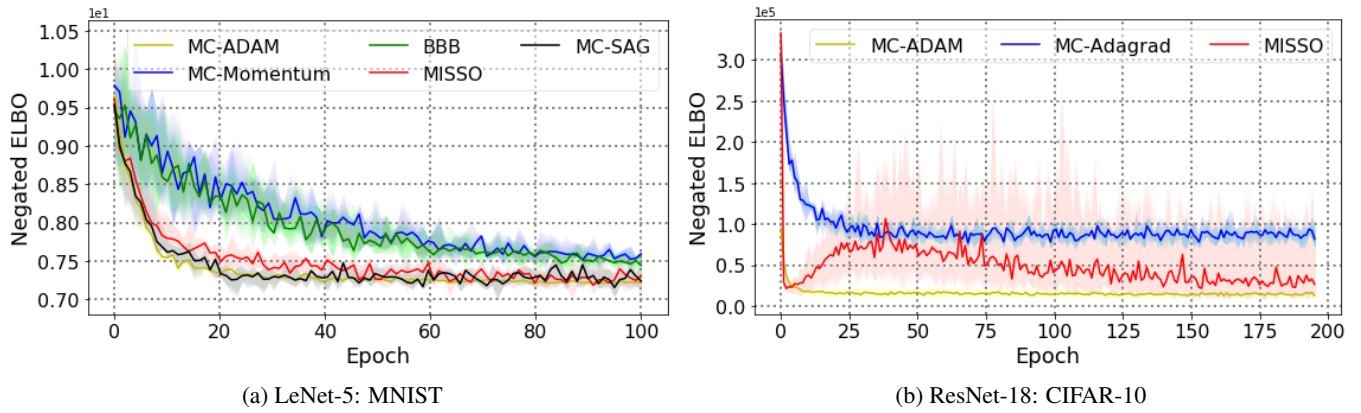 1e1
MC-ADAM BBB MC-SAG
MC-Momentum MISSO
1.05
1.00
0.95
0.90
0.85
0.80
0.75
0.70
Negated ELBO
0 20 40 60 80 100
Epoch
(a) LeNet-5: MNIST
1e5
MC-ADAM MC-Adagrad MISSO
3.0
2.5
2.0
1.5
1.0
0.5
0.0
Negated ELBO
0 25 50 75 100 125 150 175 200
Epoch
(b) ResNet-18: CIFAR-10